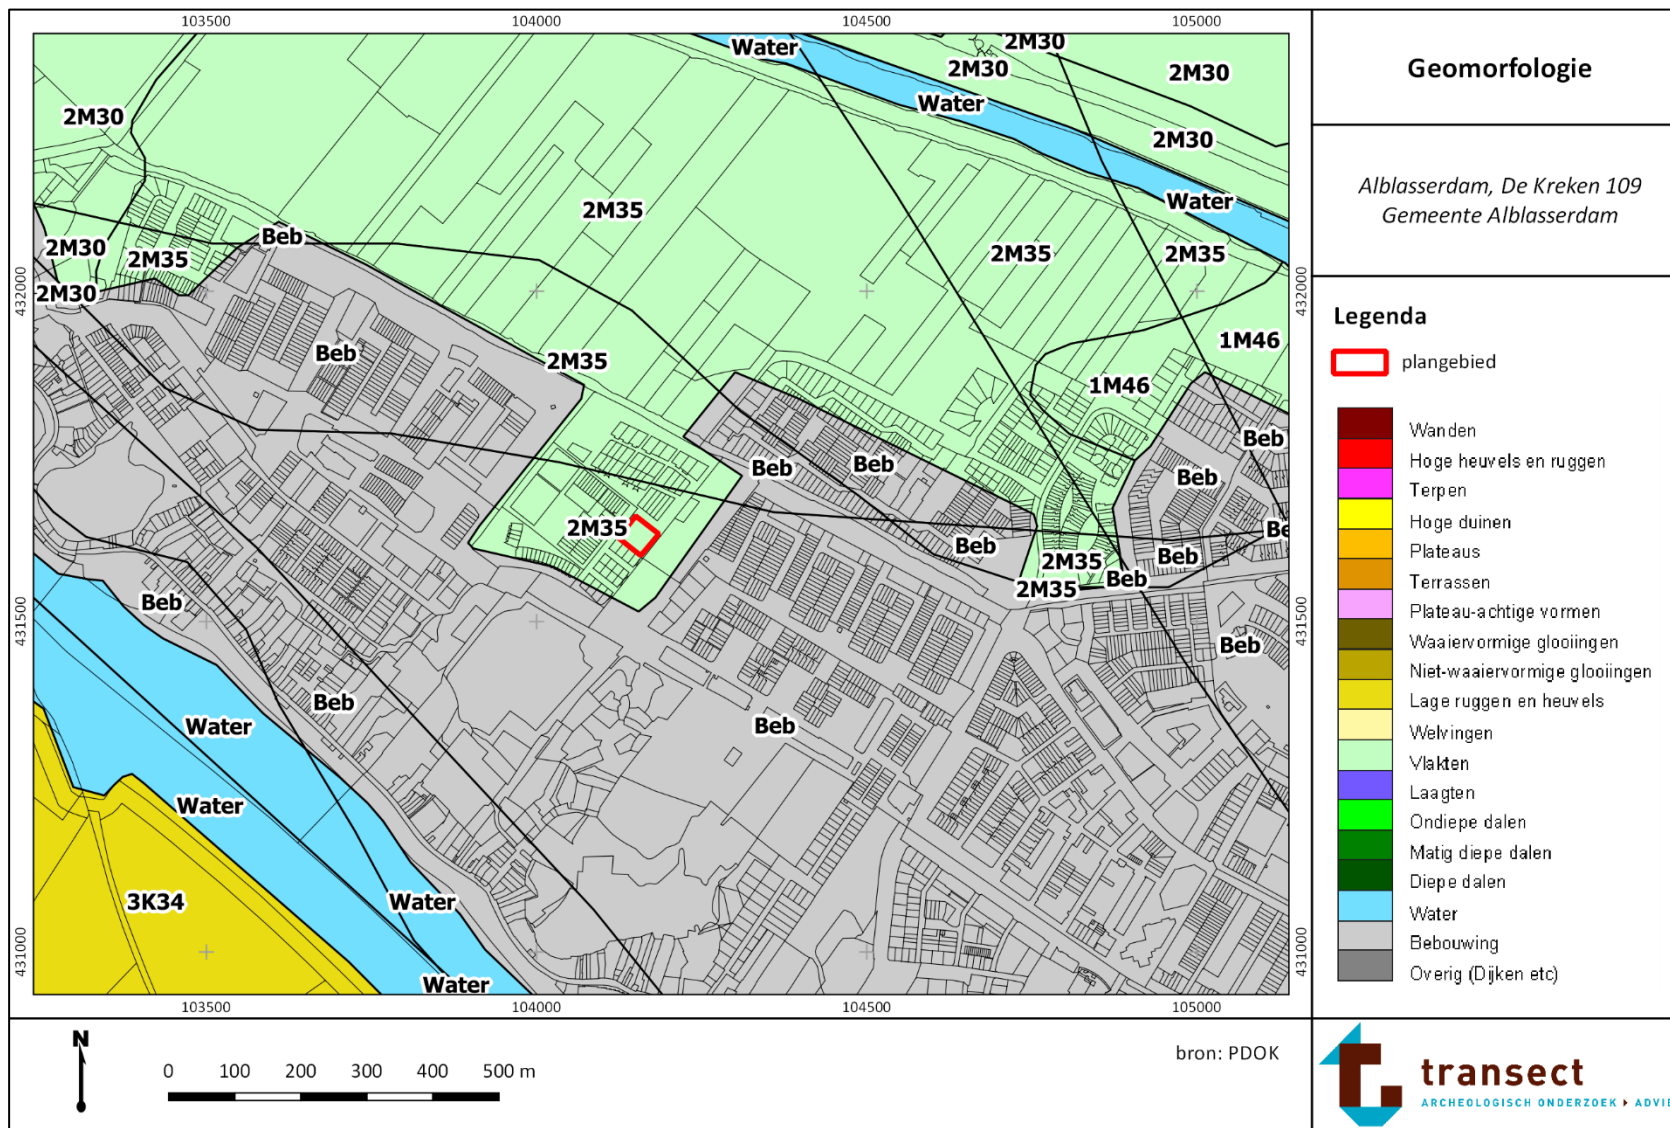 103500 104000 104500 105000
Water 2M30
2M30 2M30
2M30 Water
2M30
2M35 Water
Beb
2M30 2M35 2M35 2M35
432000 2M30 432000
Beb 2M35 1M46
1M46
Beb
Beb Beb Beb
2M35 Beb Be
2M35 Beb
Beb 2M35 Beb
431500 431500
Beb
Beb
Water Beb
Water
3K34 Water
431000 431000
Water
103500 104000 104500 105000
N
0 100 200 300 400 500 m
bron: PDOK
Geomorfologie
Alblasserdam, De Kreken 109
Gemeente Alblasserdam
Legenda
plangebied
Wanden
Hoge heuvels en ruggen
Terpen
Hoge duinen
Plateaus
Terrassen
Plateau-achtige vormen
Waaiervormige glooiingen
Niet-waaiervormige glooiingen
Lage ruggen en heuvels
Welvingen
Vlakten
Laagten
Ondiepe dalen
Matig diepe dalen
Diepe dalen
Water
Bebouwing
Overig (Dijken etc)
transect
ARCHEOLOGISCH ONDERZOEK ▸ ADVIE